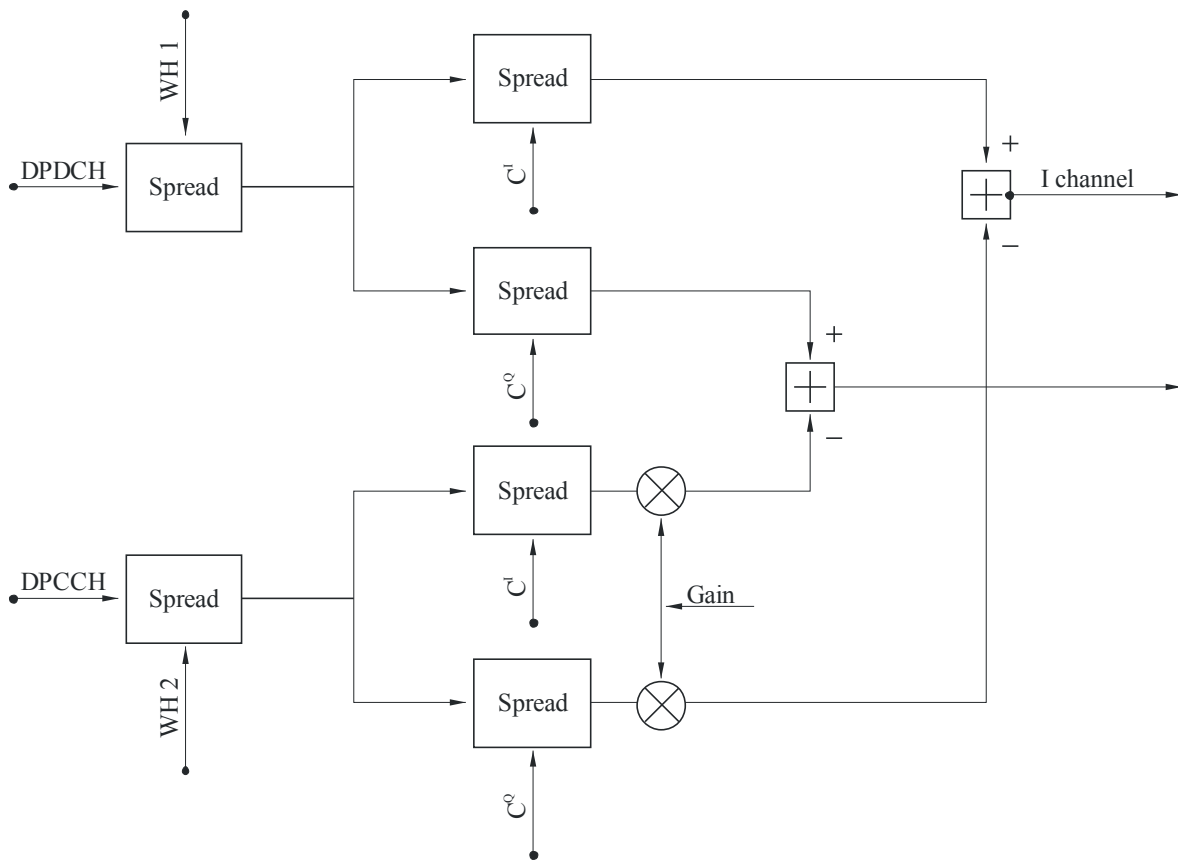 WH 1
Spread
+
DPDCH
Spread
C^I
I channel
−
Spread
+
C^Q
−
Spread
DPCCH
Spread
C^I
Gain
WH 2
Spread
C^Q